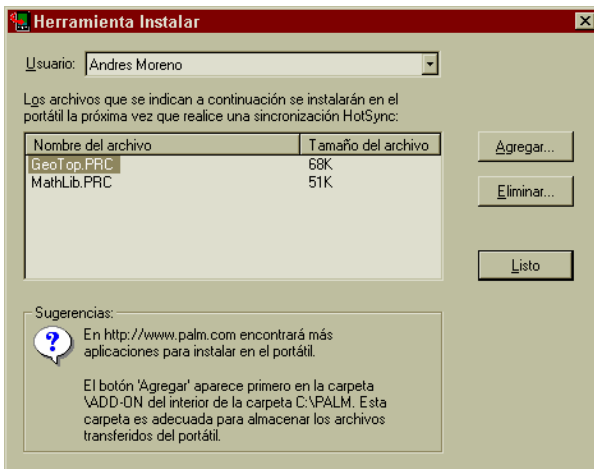 Herramienta Instalar
Usuario: Andres Moreno
Los archivos que se indican a continuación se instalarán en el
portátil la próxima vez que realice una sincronización HotSync:
Nombre del archivo Tamaño del archivo
GeoTop.PRC 68K
MathLib.PRC 51K
Agregar...
Eliminar...
Listo
Sugerencias:
En http://www.palm.com encontrará más
aplicaciones para instalar en el portátil.
El botón 'Agregar' aparece primero en la carpeta
\ADD-ON del interior de la carpeta C:\PALM. Esta
carpeta es adecuada para almacenar los archivos
transferidos del portátil.